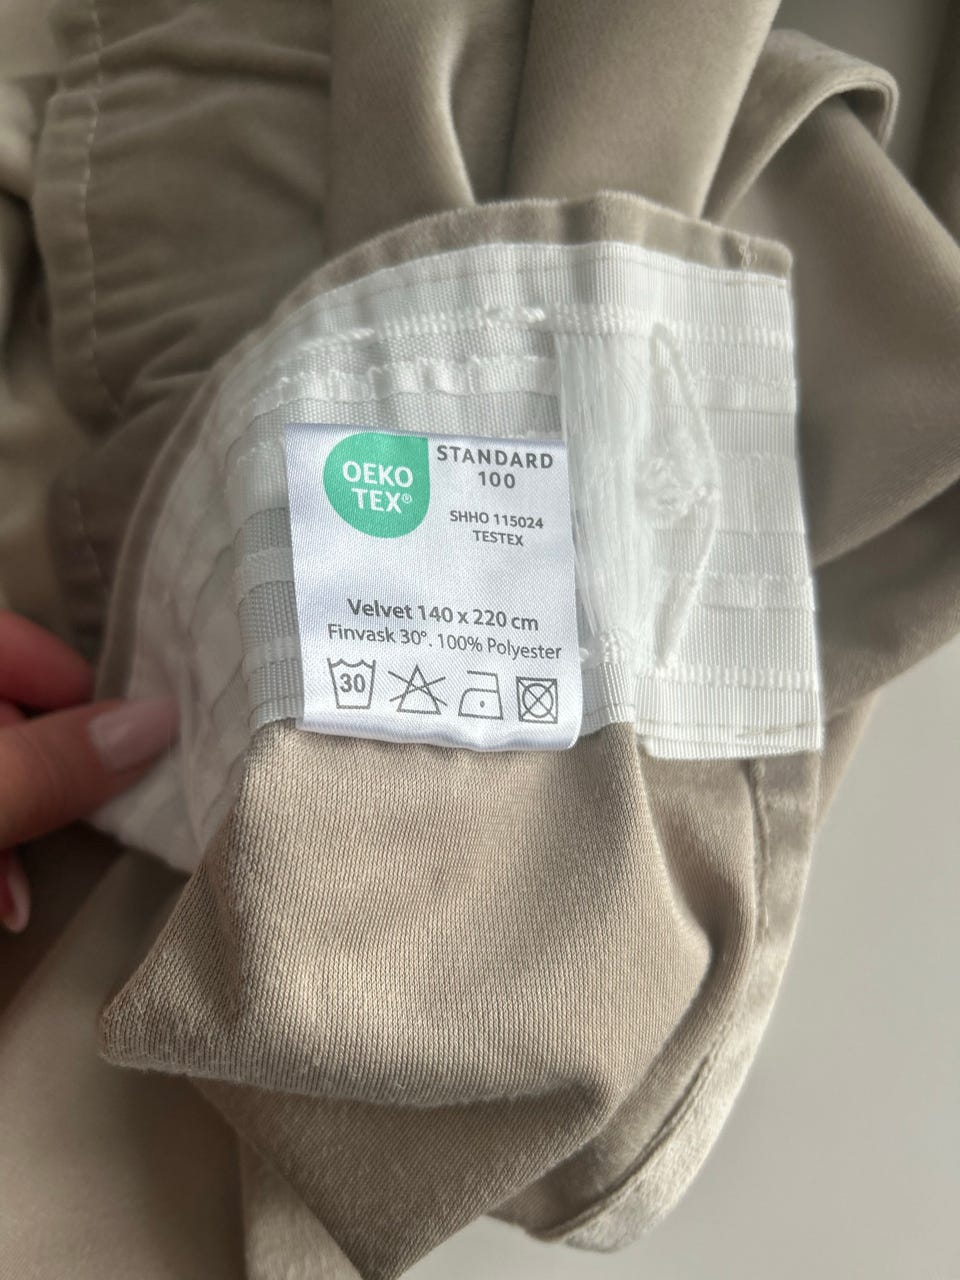 OEKO
TEX®
STANDARD
100
SHHO 115024
TESTEX
Velvet 140 x 220 cm
Finvask 30°. 100% Polyester
30